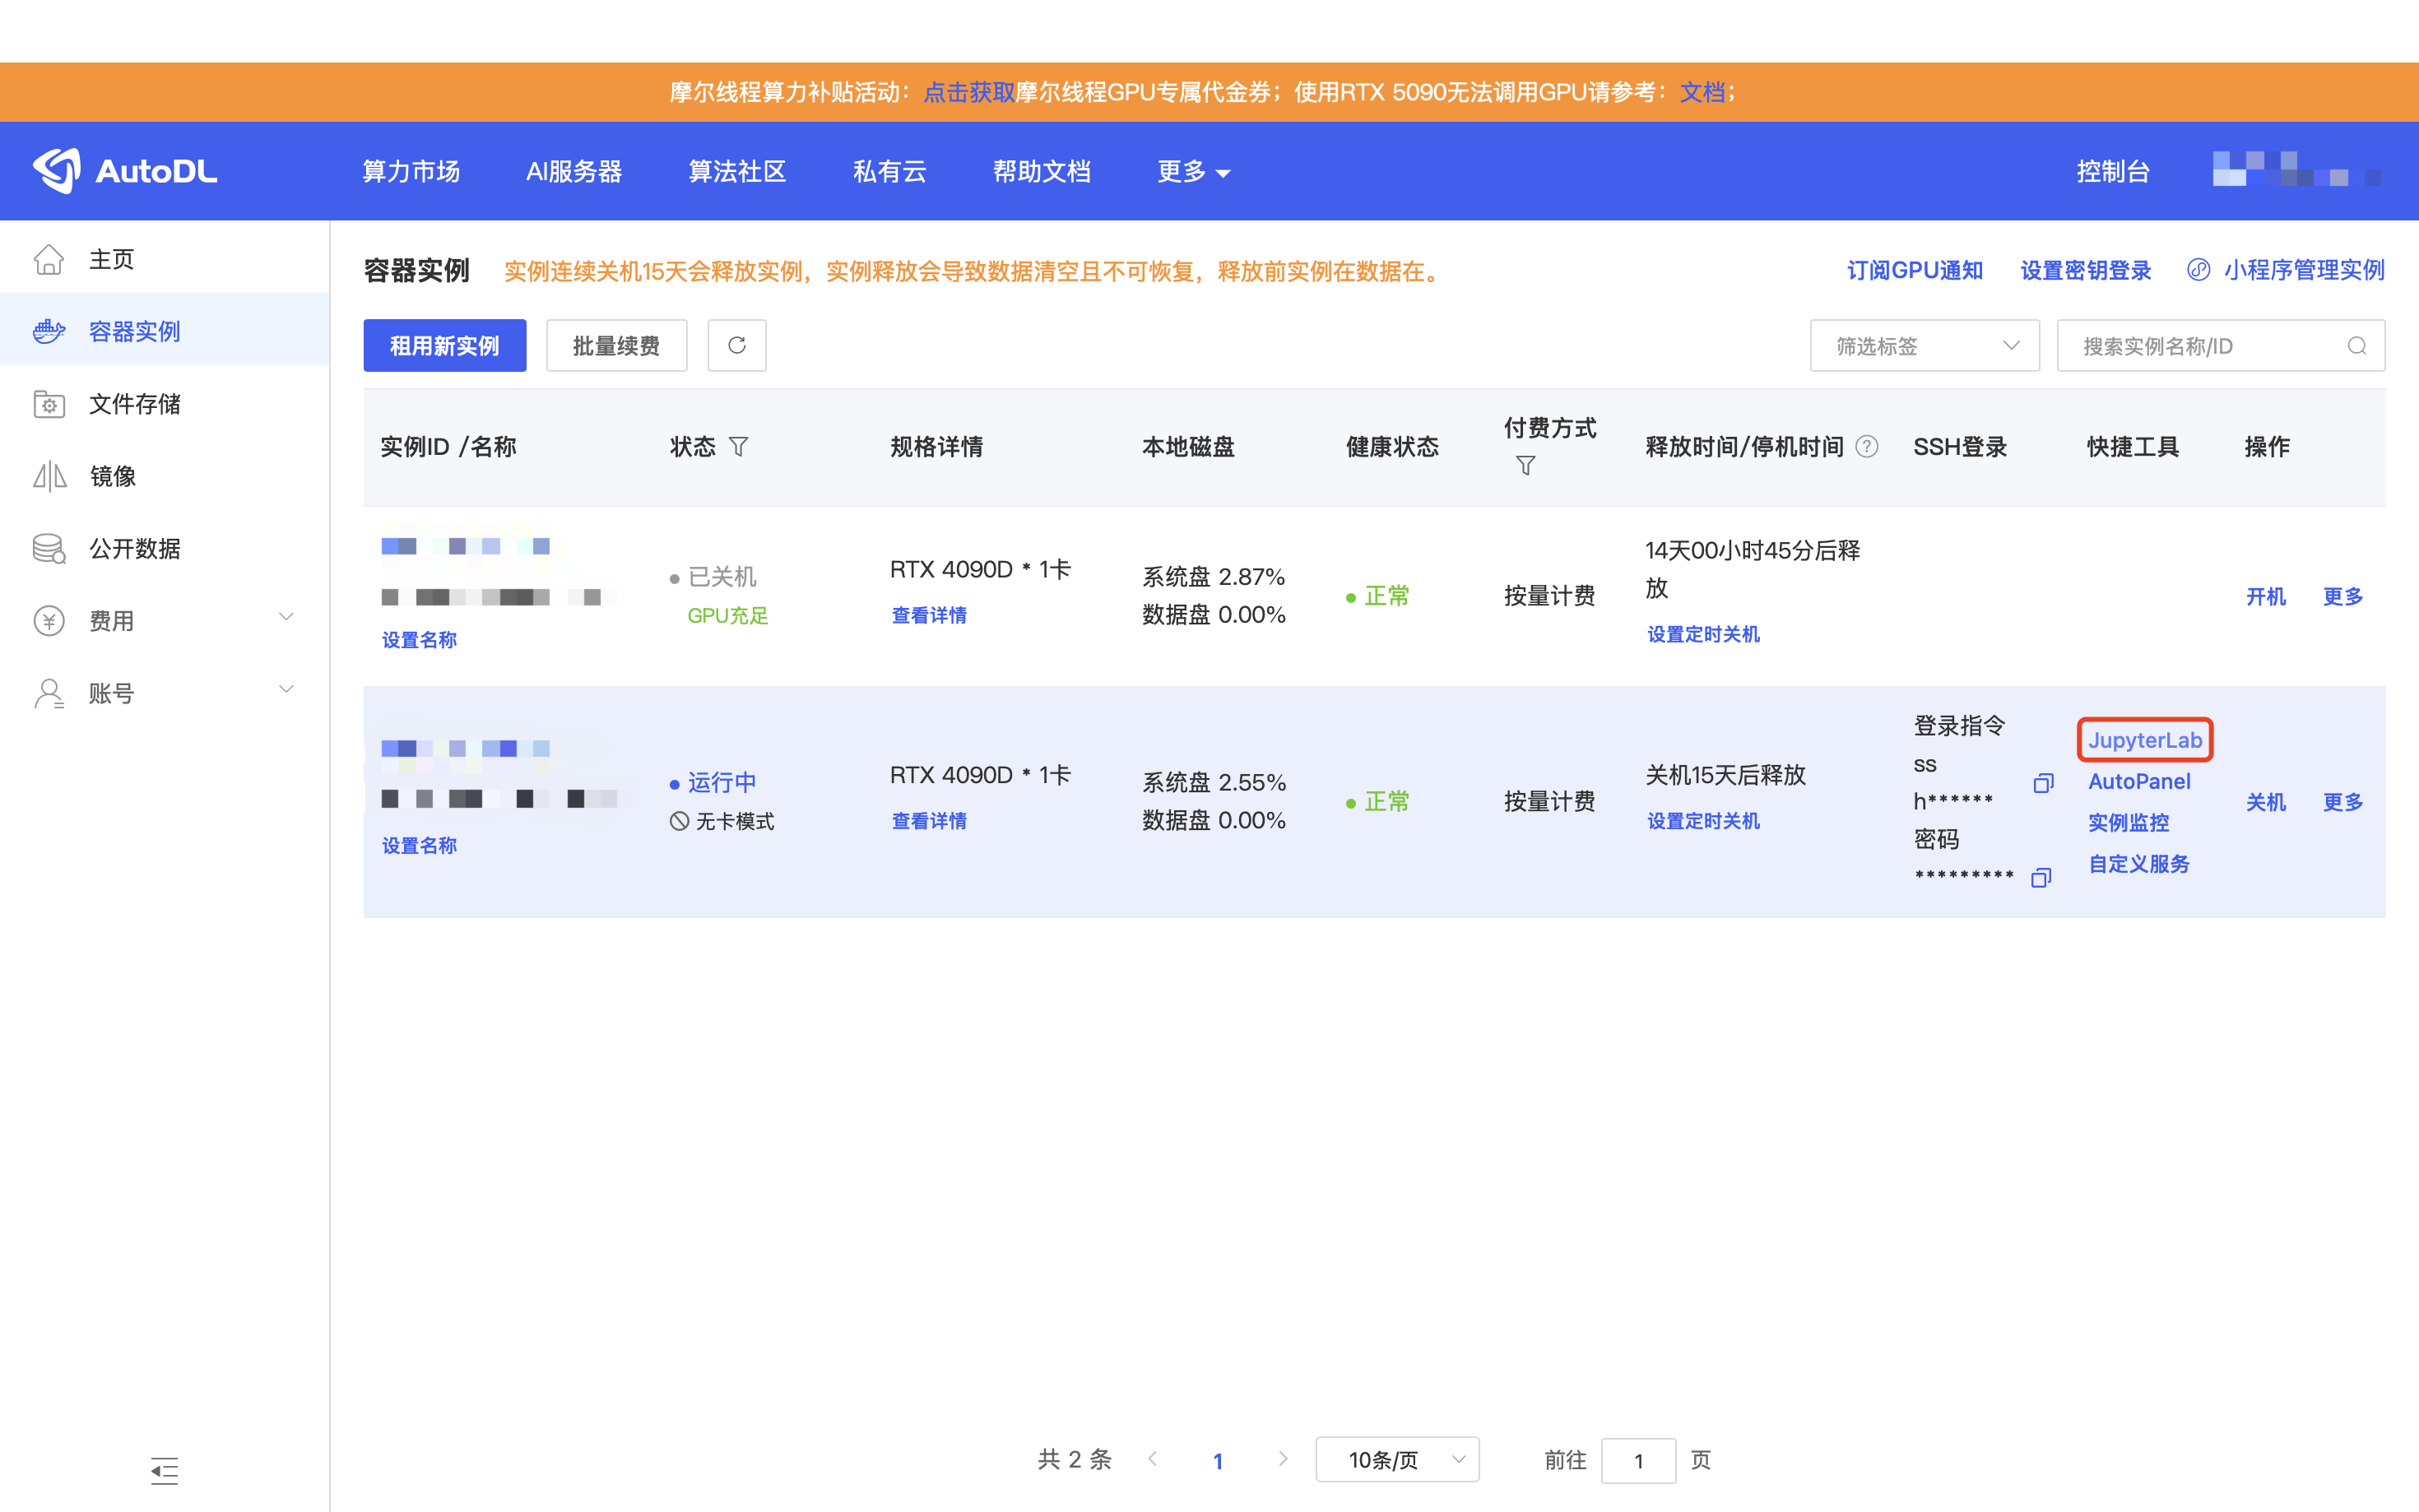 摩尔线程算力补贴活动：点击获取摩尔线程GPU专属代金券；使用RTX 5090无法调用GPU请参考：文档；
AutoDL
算力市场
AI服务器
算法社区
私有云
帮助文档
更多
控制台
主页
容器实例
文件存储
镜像
公开数据
费用
账号
容器实例
实例连续关机15天会释放实例，实例释放会导致数据清空且不可恢复，释放前实例在数据在。
订阅GPU通知
设置密钥登录
小程序管理实例
租用新实例
批量续费
筛选标签
搜索实例名称/ID
实例ID /名称
状态
规格详情
本地磁盘
健康状态
付费方式
释放时间/停机时间
SSH登录
快捷工具
操作
设置名称
已关机
GPU充足
RTX 4090D * 1卡
查看详情
系统盘 2.87%
数据盘 0.00%
正常
按量计费
14天00小时45分后释
放
设置定时关机
开机
更多
设置名称
运行中
无卡模式
RTX 4090D * 1卡
查看详情
系统盘 2.55%
数据盘 0.00%
正常
按量计费
关机15天后释放
设置定时关机
登录指令
ss
h******
密码
*********
JupyterLab
AutoPanel
实例监控
自定义服务
关机
更多
共 2 条
1
10条/页
前往
1
页